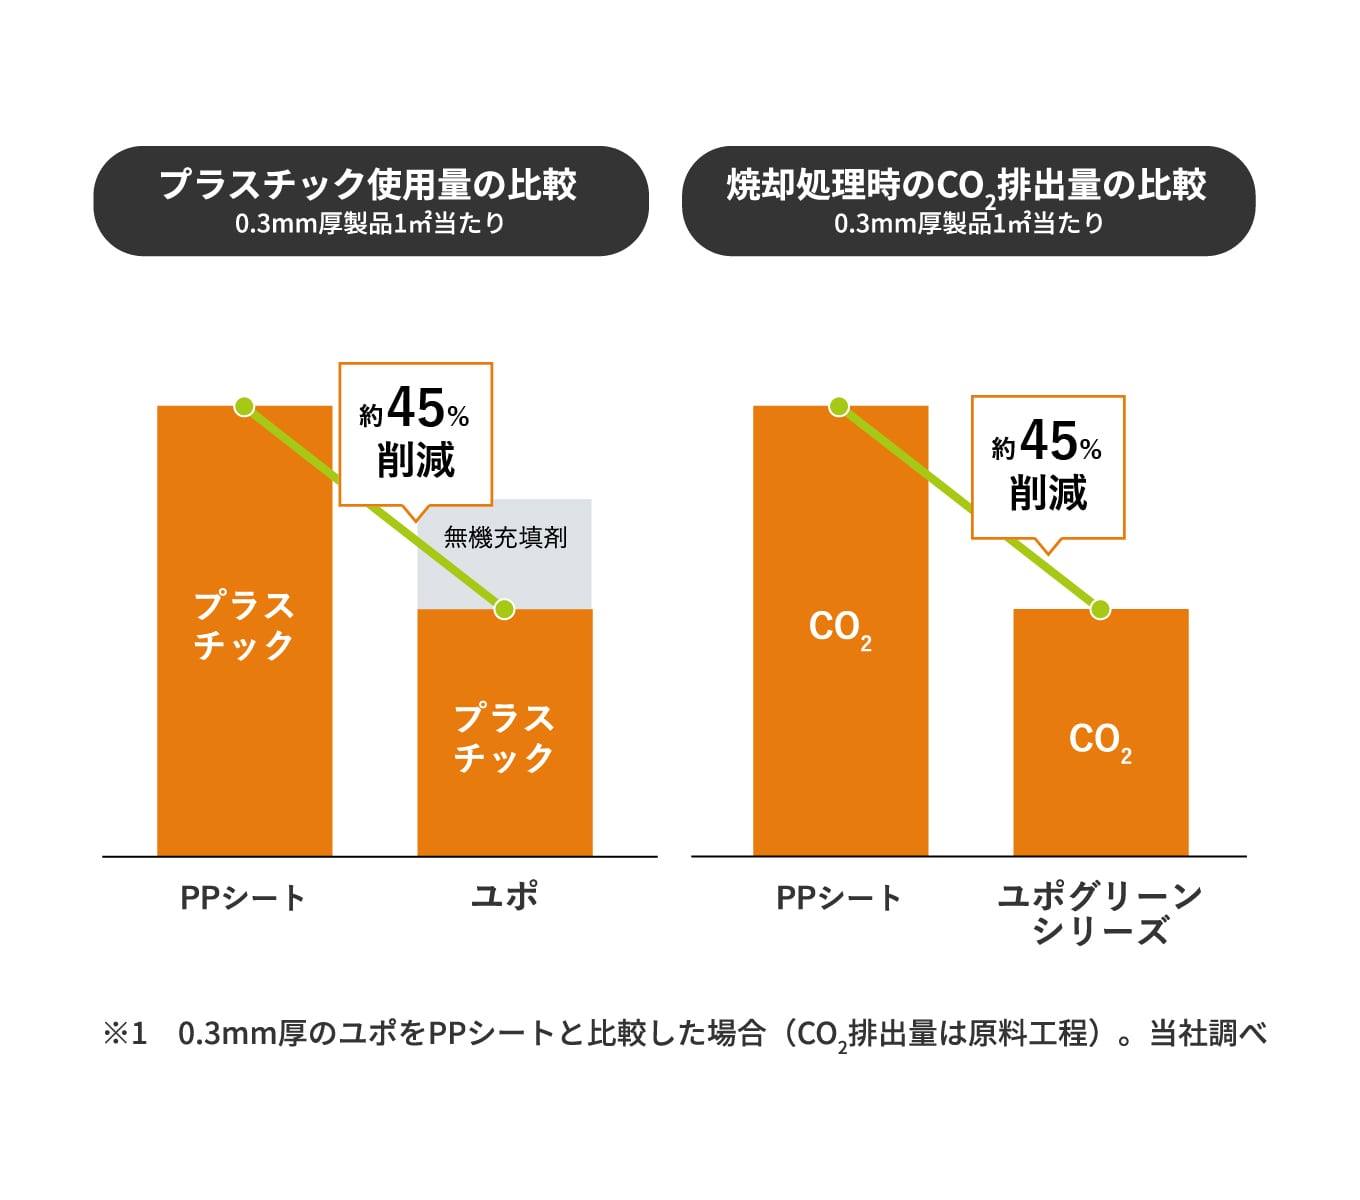 プラスチック使用量の比較
0.3mm厚製品1㎡当たり
焼却処理時のCO₂排出量の比較
0.3mm厚製品1㎡当たり
約45%
削減
無機充填剤
プラス
チック
プラス
チック
PPシート
ユポ
約45%
削減
CO₂
CO₂
PPシート
ユポグリーン
シリーズ
※1　0.3mm厚のユポをPPシートと比較した場合（CO₂排出量は原料工程）。当社調べ